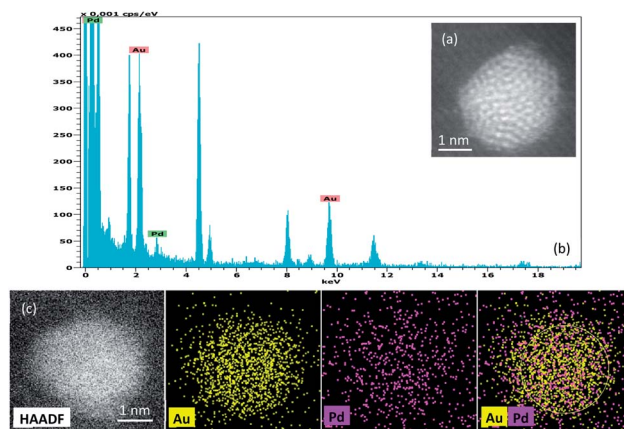 x 0.001 cps/eV
Pd
Au
Pd
Au
450
400
350
300
250
200
150
100
50
0
0 2 4 6 8 10 12 14 16 18
keV
(a)
1 nm
(b)
(c)
HAADF
1 nm
Au
Pd
Au Pd